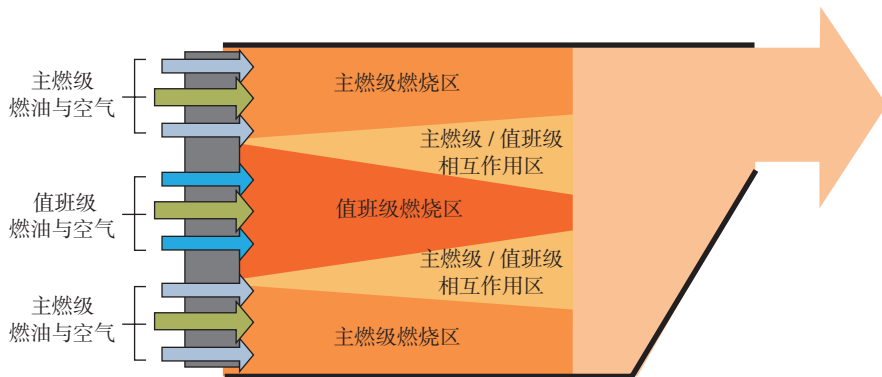 主燃级
燃油与空气
主燃级燃烧区
主燃级 / 值班级
相互作用区
值班级
燃油与空气
值班级燃烧区
主燃级 / 值班级
相互作用区
主燃级
燃油与空气
主燃级燃烧区